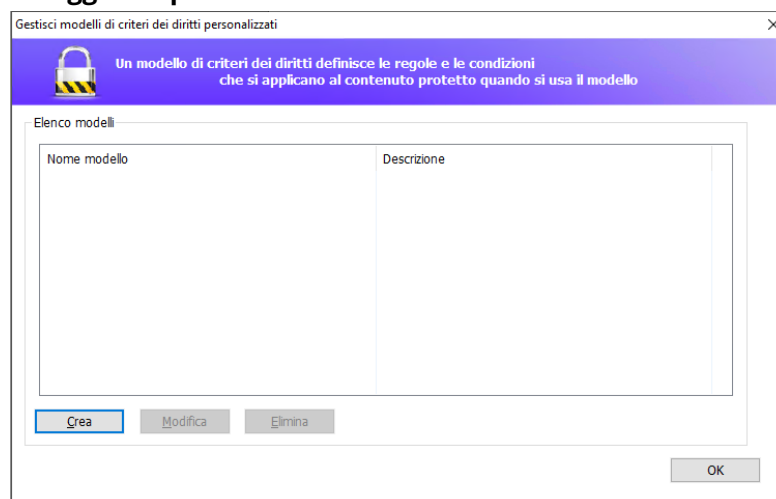 Gestisci modelli di criteri dei diritti personalizzati
Un modello di criteri dei diritti definisce le regole e le condizioni
che si applicano al contenuto protetto quando si usa il modello
Elenco modelli
Nome modello Descrizione
Crea Modifica Elimina
OK